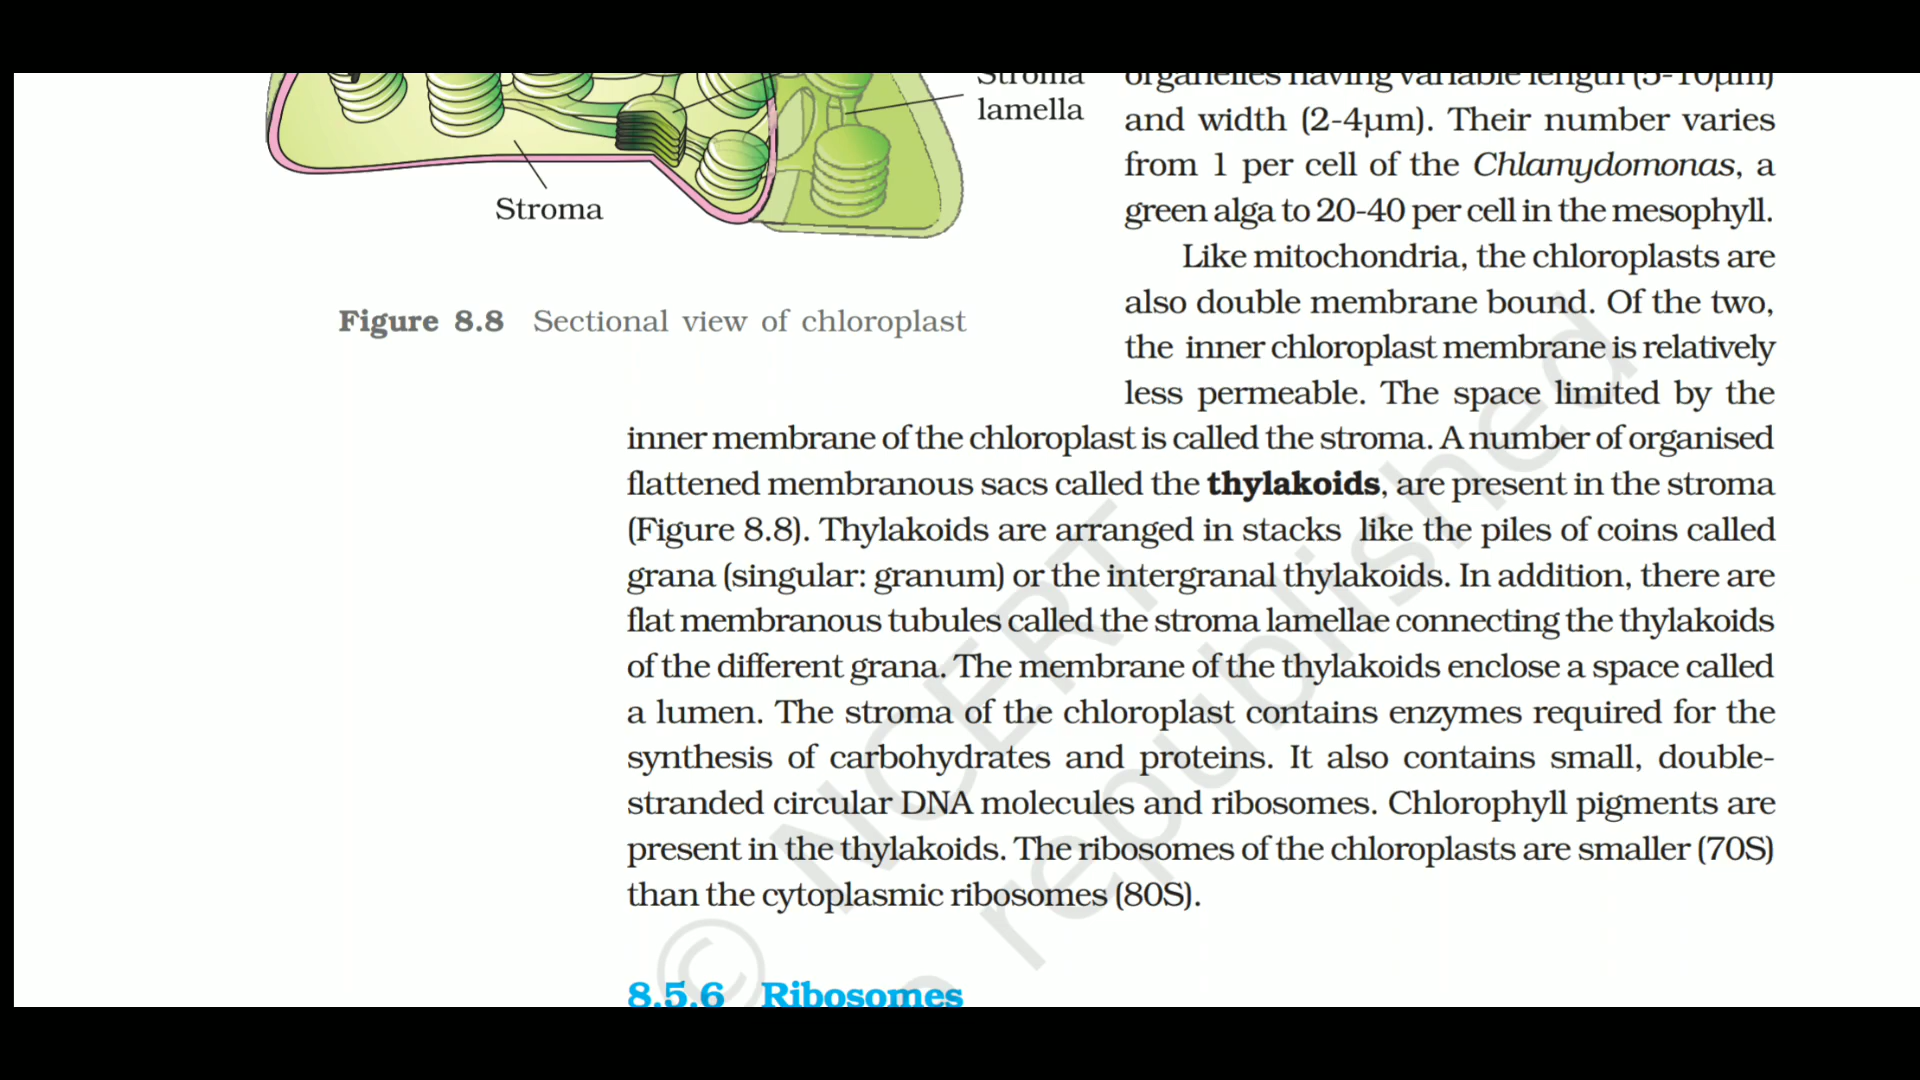 Stroma
lamella
Stroma
Figure 8.8 Sectional view of chloroplast
organelles having variable length (5-10µm)
and width (2-4µm). Their number varies
from 1 per cell of the Chlamydomonas, a
green alga to 20-40 per cell in the mesophyll.
Like mitochondria, the chloroplasts are
also double membrane bound. Of the two,
the inner chloroplast membrane is relatively
less permeable. The space limited by the
inner membrane of the chloroplast is called the stroma. A number of organised
flattened membranous sacs called the thylakoids, are present in the stroma
(Figure 8.8). Thylakoids are arranged in stacks like the piles of coins called
grana (singular: granum) or the intergranal thylakoids. In addition, there are
flat membranous tubules called the stroma lamellae connecting the thylakoids
of the different grana. The membrane of the thylakoids enclose a space called
a lumen. The stroma of the chloroplast contains enzymes required for the
synthesis of carbohydrates and proteins. It also contains small, double-
stranded circular DNA molecules and ribosomes. Chlorophyll pigments are
present in the thylakoids. The ribosomes of the chloroplasts are smaller (70S)
than the cytoplasmic ribosomes (80S).
8.5.6 Ribosomes
© NCERT
republished